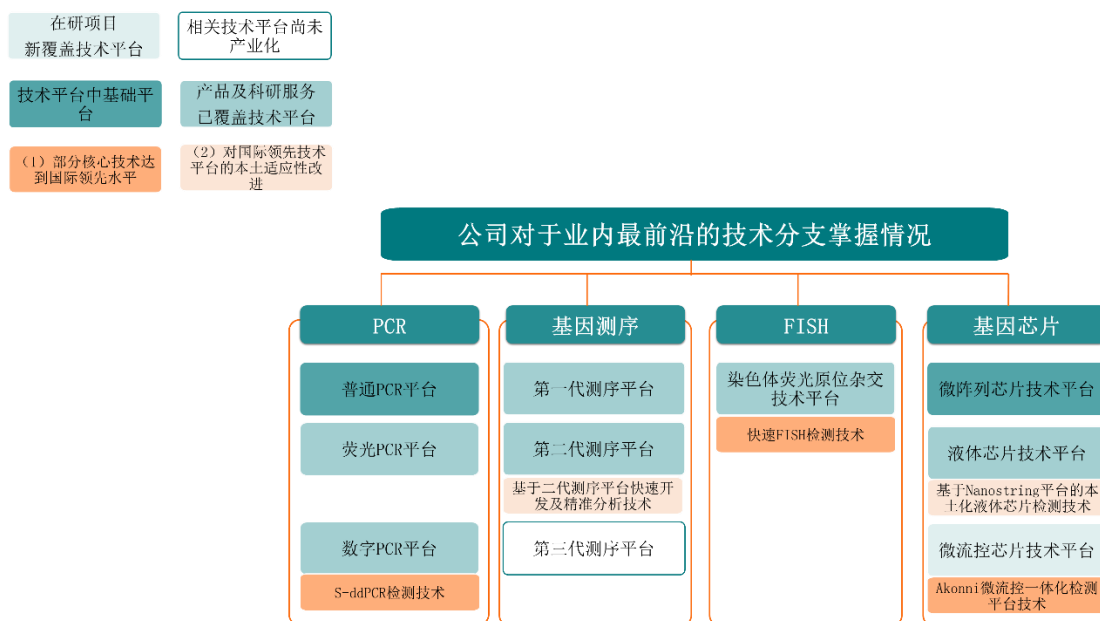 在研项目
新覆盖技术平台
相关技术平台尚未
产业化
技术平台中基础平
台
产品及科研服务
已覆盖技术平台
（1）部分核心技术达
到国际领先水平
（2）对国际领先技术
平台的本土适应性改
进
公司对于业内最前沿的技术分支掌握情况
PCR
普通PCR平台
荧光PCR平台
数字PCR平台
S-ddPCR检测技术
基因测序
第一代测序平台
第二代测序平台
基于二代测序平台快速开
发及精准分析技术
第三代测序平台
FISH
染色体荧光原位杂交
技术平台
快速FISH检测技术
基因芯片
微阵列芯片技术平台
液体芯片技术平台
基于Nanostring平台的本
土化液体芯片检测技术
微流控芯片技术平台
Akonni微流控一体化检测
平台技术